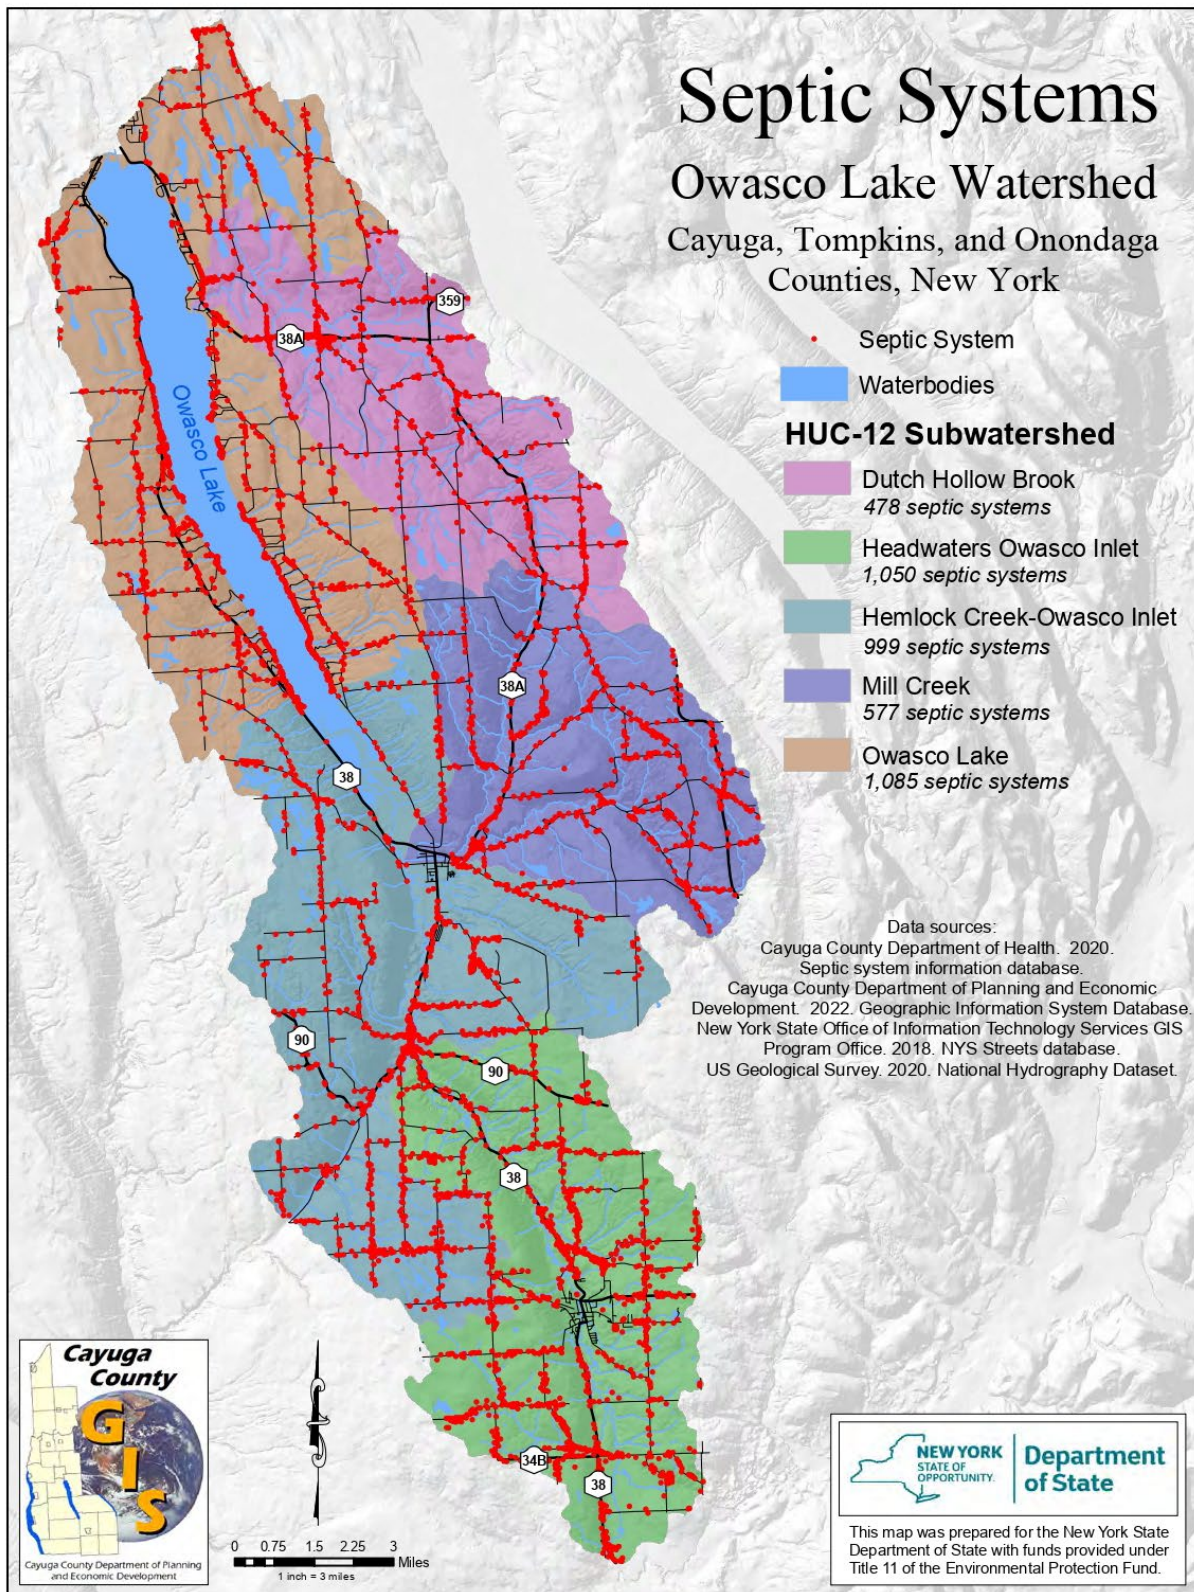 Septic Systems
Owasco Lake Watershed
Cayuga, Tompkins, and Onondaga
Counties, New York
Septic System
Waterbodies
HUC-12 Subwatershed
Dutch Hollow Brook
478 septic systems
Headwaters Owasco Inlet
1,050 septic systems
Hemlock Creek-Owasco Inlet
999 septic systems
Mill Creek
577 septic systems
Owasco Lake
1,085 septic systems
359
38A
Owasco Lake
38A
38
90
90
38
34B
38
Data sources:
Cayuga County Department of Health. 2020.
Septic system information database.
Cayuga County Department of Planning and Economic
Development. 2022. Geographic Information System Database.
New York State Office of Information Technology Services GIS
Program Office. 2018. NYS Streets database.
US Geological Survey. 2020. National Hydrography Dataset.
Cayuga
County
GIS
Cayuga County Department of Planning
and Economic Development
0 0.75 1.5 2.25 3
Miles
1 inch = 3 miles
NEW YORK
STATE OF
OPPORTUNITY.
Department
of State
This map was prepared for the New York State
Department of State with funds provided under
Title 11 of the Environmental Protection Fund.